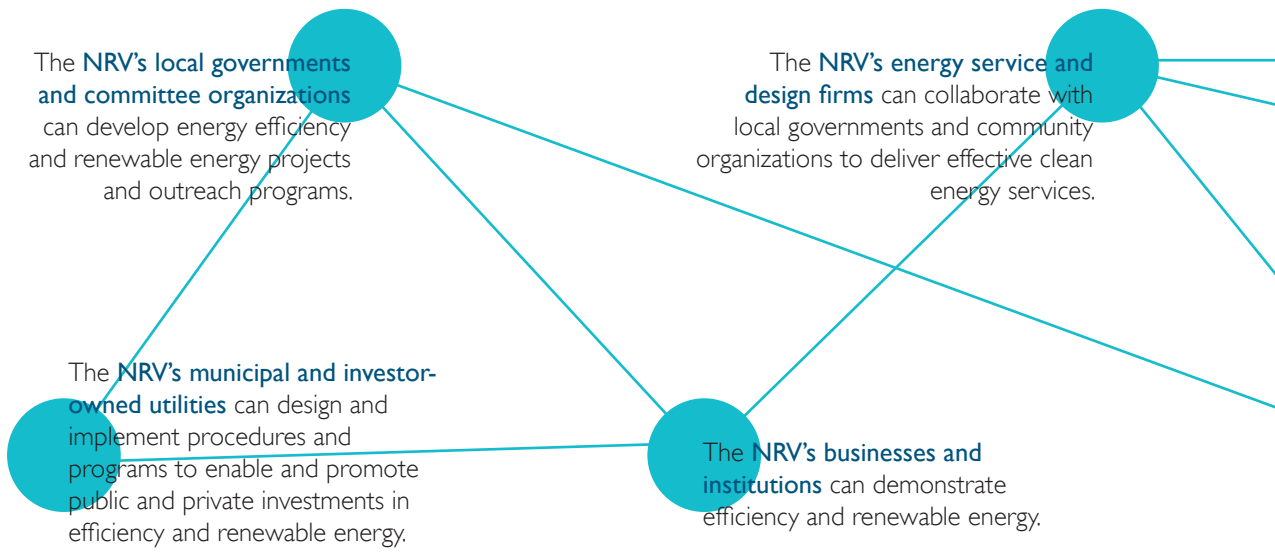 The NRV’s local governments
and committee organizations
can develop energy efficiency
and renewable energy projects
and outreach programs.
The NRV’s energy service and
design firms can collaborate with
local governments and community
organizations to deliver effective clean
energy services.
The NRV’s municipal and investor-
owned utilities can design and
implement procedures and
programs to enable and promote
public and private investments in
efficiency and renewable energy.
The NRV’s businesses and
institutions can demonstrate
efficiency and renewable energy.